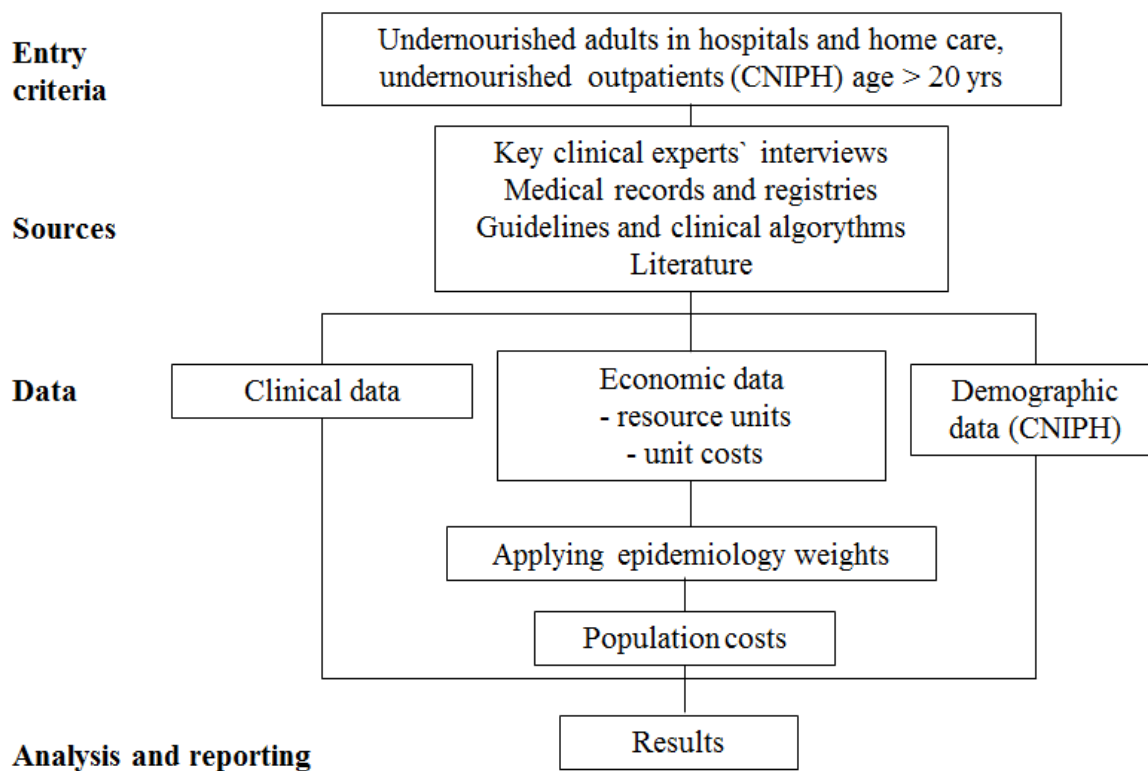 Entry
criteria
Undernourished adults in hospitals and home care,
undernourished outpatients (CNIPH) age > 20 yrs
Sources
Key clinical experts` interviews
Medical records and registries
Guidelines and clinical algorythms
Literature
Data
Clinical data
Economic data
- resource units
- unit costs
Demographic
data (CNIPH)
Applying epidemiology weights
Population costs
Analysis and reporting
Results